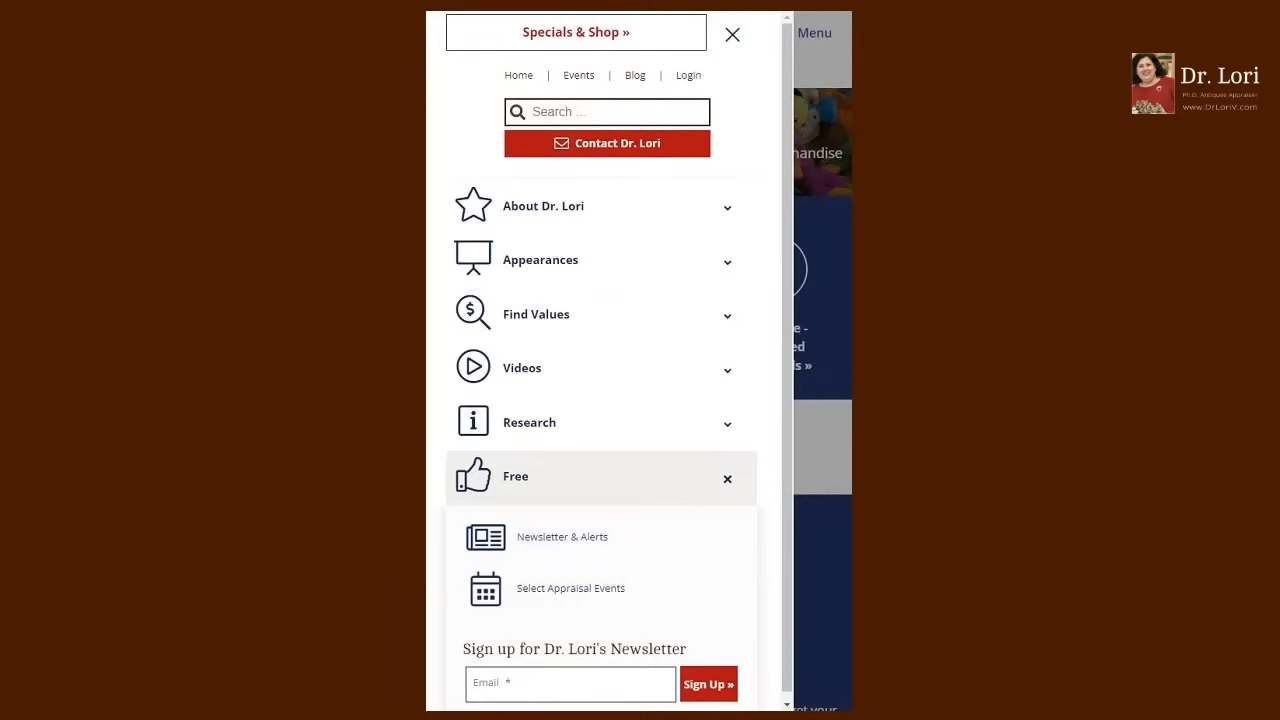 Specials & Shop »
Menu
Home | Events | Blog | Login
Search ...
Contact Dr. Lori
About Dr. Lori
Appearances
Find Values
Videos
Research
Free
Newsletter & Alerts
Select Appraisal Events
Sign up for Dr. Lori's Newsletter
Email *
Sign Up »
Dr. Lori
Ph.D. Antiques Appraiser
www.DrLoriV.com